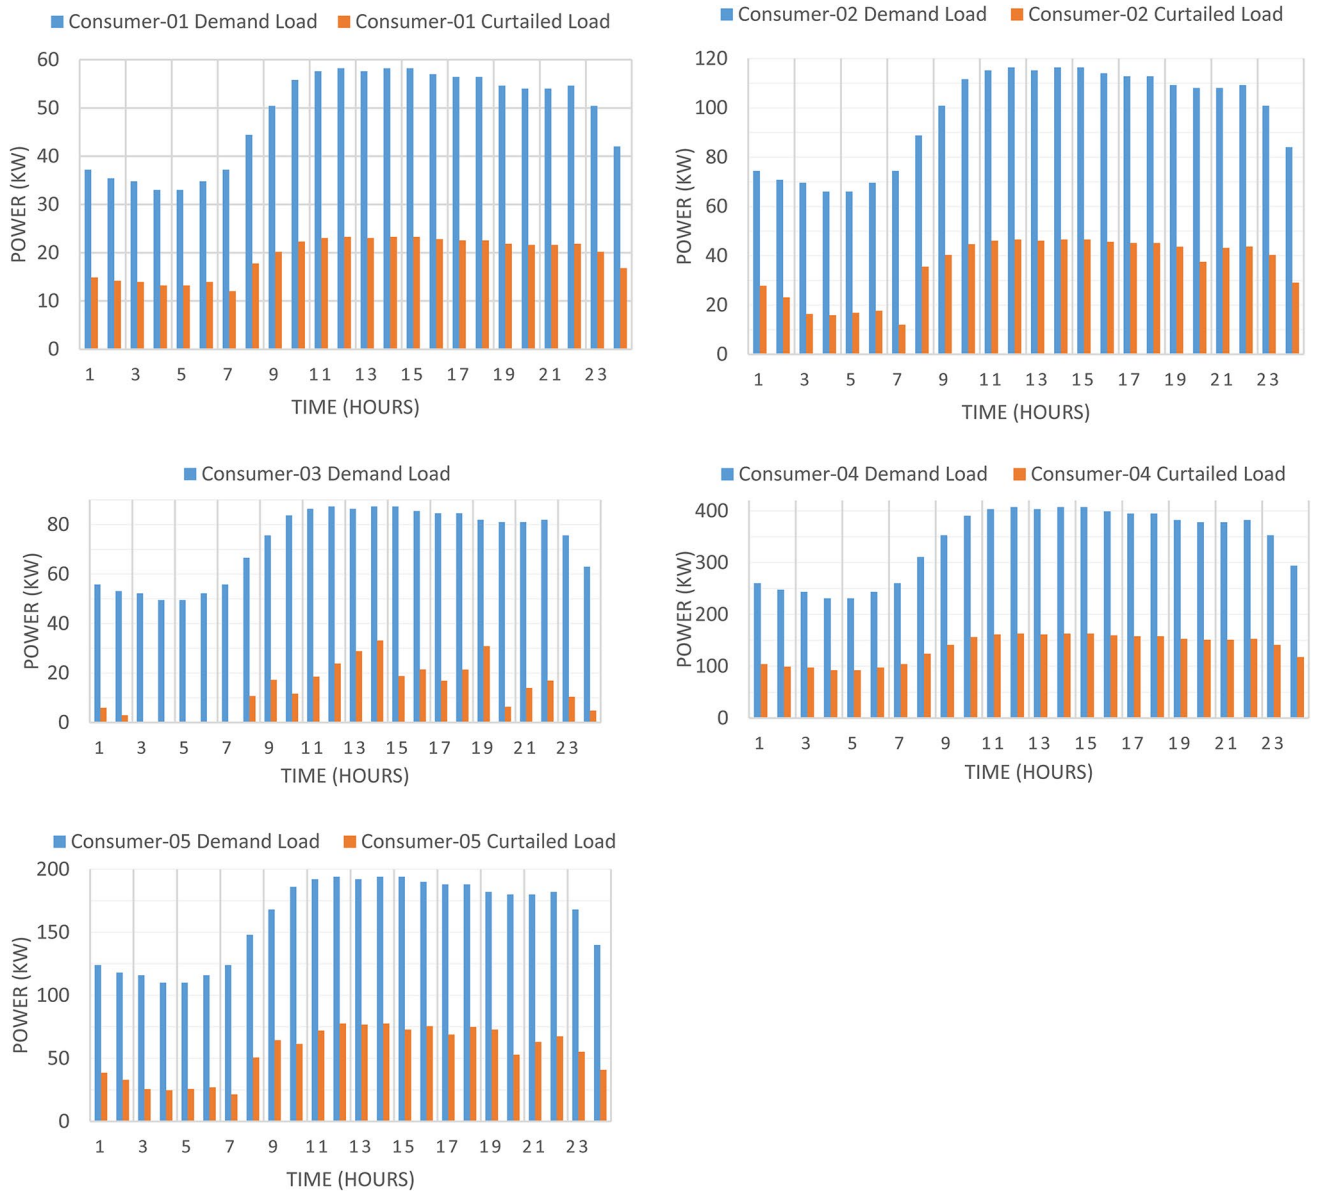 Consumer-01 Demand Load Consumer-01 Curtailed Load
60
50
40
30
20
10
0
POWER (KW)
1 3 5 7 9 11 13 15 17 19 21 23
TIME (HOURS)
Consumer-02 Demand Load Consumer-02 Curtailed Load
120
100
80
60
40
20
0
POWER (KW)
1 3 5 7 9 11 13 15 17 19 21 23
TIME (HOURS)
Consumer-03 Demand Load
80
60
40
20
0
POWER (KW)
1 3 5 7 9 11 13 15 17 19 21 23
TIME (HOURS)
Consumer-04 Demand Load Consumer-04 Curtailed Load
400
300
200
100
0
POWER (KW)
1 3 5 7 9 11 13 15 17 19 21 23
TIME (HOURS)
Consumer-05 Demand Load Consumer-05 Curtailed Load
200
150
100
50
0
POWER (KW)
1 3 5 7 9 11 13 15 17 19 21 23
TIME (HOURS)